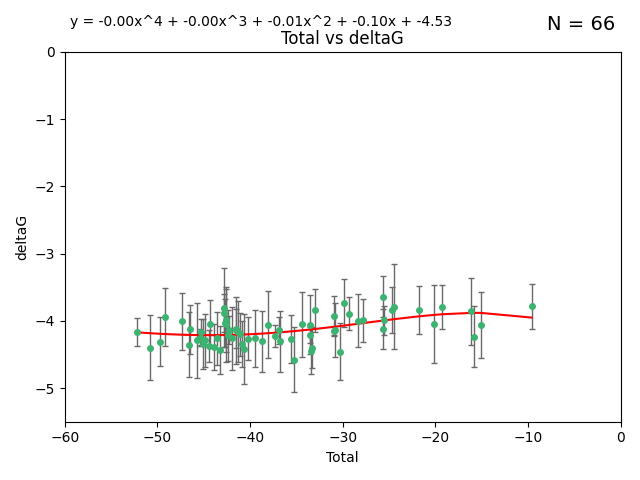 y = -0.00x^4 + -0.00x^3 + -0.01x^2 + -0.10x + -4.53
N = 66
Total vs deltaG
0
−1
−2
−3
−4
−5
deltaG
−60 −50 −40 −30 −20 −10 0
Total